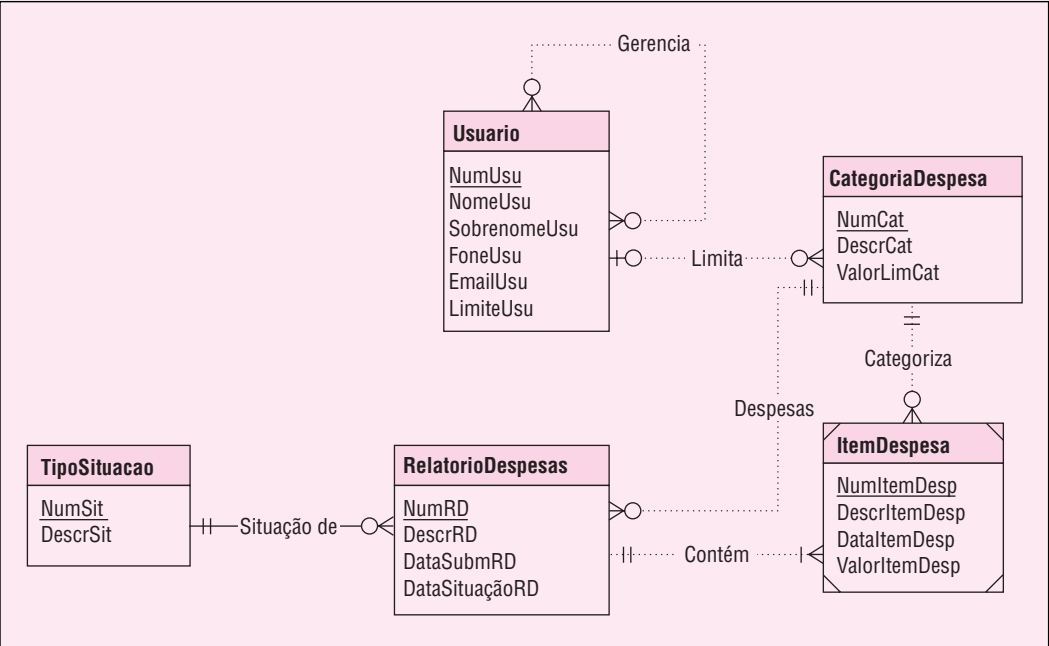 Gerencia
Usuario
NumUsu
NomeUsu
SobrenomeUsu
FoneUsu
EmailUsu
LimiteUsu
Limita
CategoriaDespesa
NumCat
DescrCat
ValorLimCat
Categoriza
Despesas
TipoSituacao
NumSit
DescrSit
Situação de
RelatorioDespesas
NumRD
DescrRD
DataSubmRD
DataSituaçãoRD
Contém
ItemDespesa
NumItemDesp
DescrItemDesp
DataItemDesp
ValorItemDesp